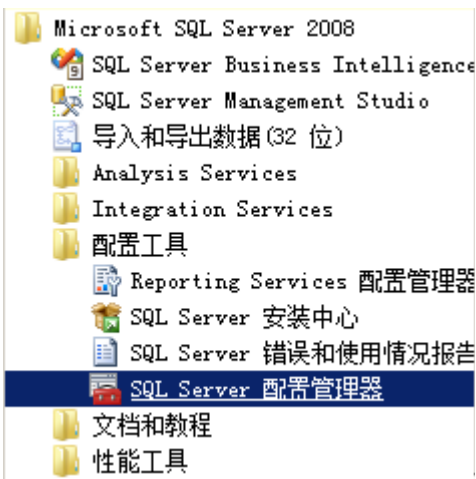 Microsoft SQL Server 2008
SQL Server Business Intelligence
SQL Server Management Studio
导入和导出数据(32 位)
Analysis Services
Integration Services
配置工具
Reporting Services 配置管理器
SQL Server 安装中心
SQL Server 错误和使用情况报告
SQL Server 配置管理器
文档和教程
性能工具